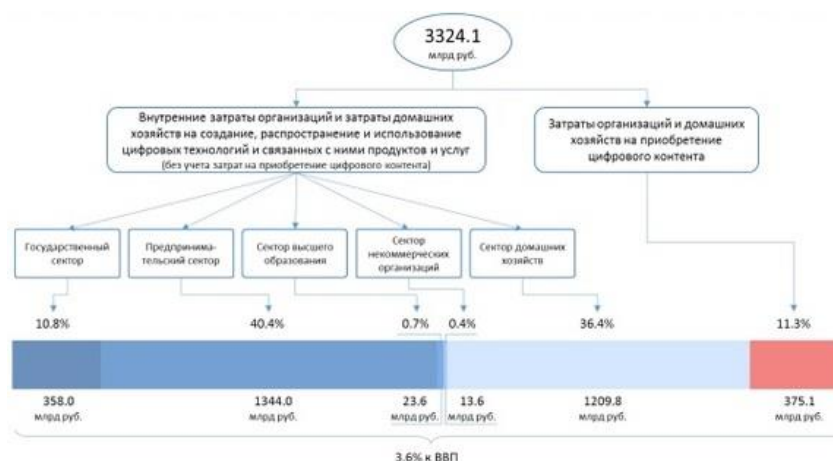 3324.1
млрд руб.
Внутренние затраты организаций и затраты домашних
хозяйств на создание, распространение и использование
цифровых технологий и связанных с ними продуктов и услуг
(без учета затрат на приобретение цифрового контента)
Затраты организаций и домашних
хозяйств на приобретение
цифрового контента
Государственный
сектор
Предпринима-
тельский сектор
Сектор высшего
образования
Сектор
некоммерческих
организаций
Сектор домашних
хозяйств
10.8%
40.4%
0.7%
0.4%
36.4%
11.3%
358.0
млрд руб.
1344.0
млрд руб.
23.6
млрд руб.
13.6
млрд руб.
1209.8
млрд руб.
375.1
млрд руб.
3.6% к ВВП